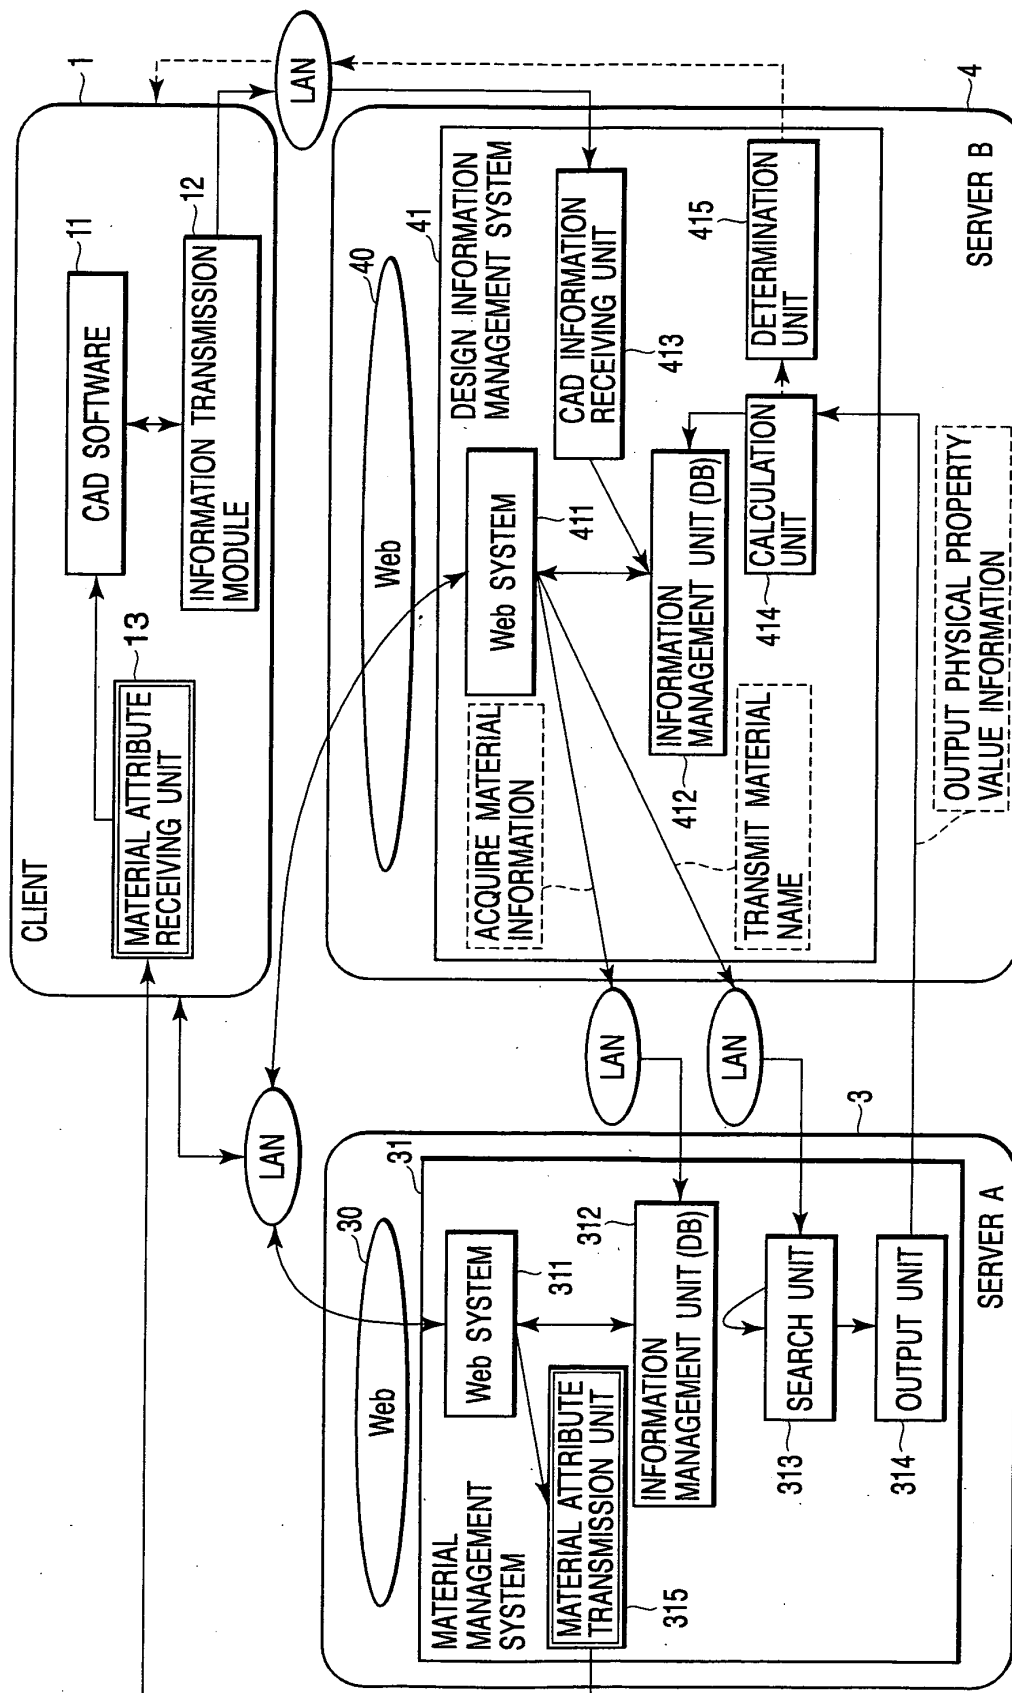 CLIENT
1
MATERIAL ATTRIBUTE
RECEIVING UNIT
13
CAD SOFTWARE
11
INFORMATION TRANSMISSION
MODULE
12
LAN
LAN
30
Web
MATERIAL
MANAGEMENT
SYSTEM
31
Web SYSTEM
311
MATERIAL ATTRIBUTE
TRANSMISSION UNIT
315
INFORMATION
MANAGEMENT UNIT (DB)
312
SEARCH UNIT
313
OUTPUT UNIT
314
SERVER A
3
LAN
LAN
40
Web
41
DESIGN INFORMATION
MANAGEMENT SYSTEM
Web SYSTEM
411
ACQUIRE MATERIAL
INFORMATION
CAD INFORMATION
RECEIVING UNIT
413
INFORMATION
MANAGEMENT UNIT (DB)
412
TRANSMIT MATERIAL
NAME
CALCULATION
UNIT
414
DETERMINATION
UNIT
415
OUTPUT PHYSICAL PROPERTY
VALUE INFORMATION
SERVER B
4